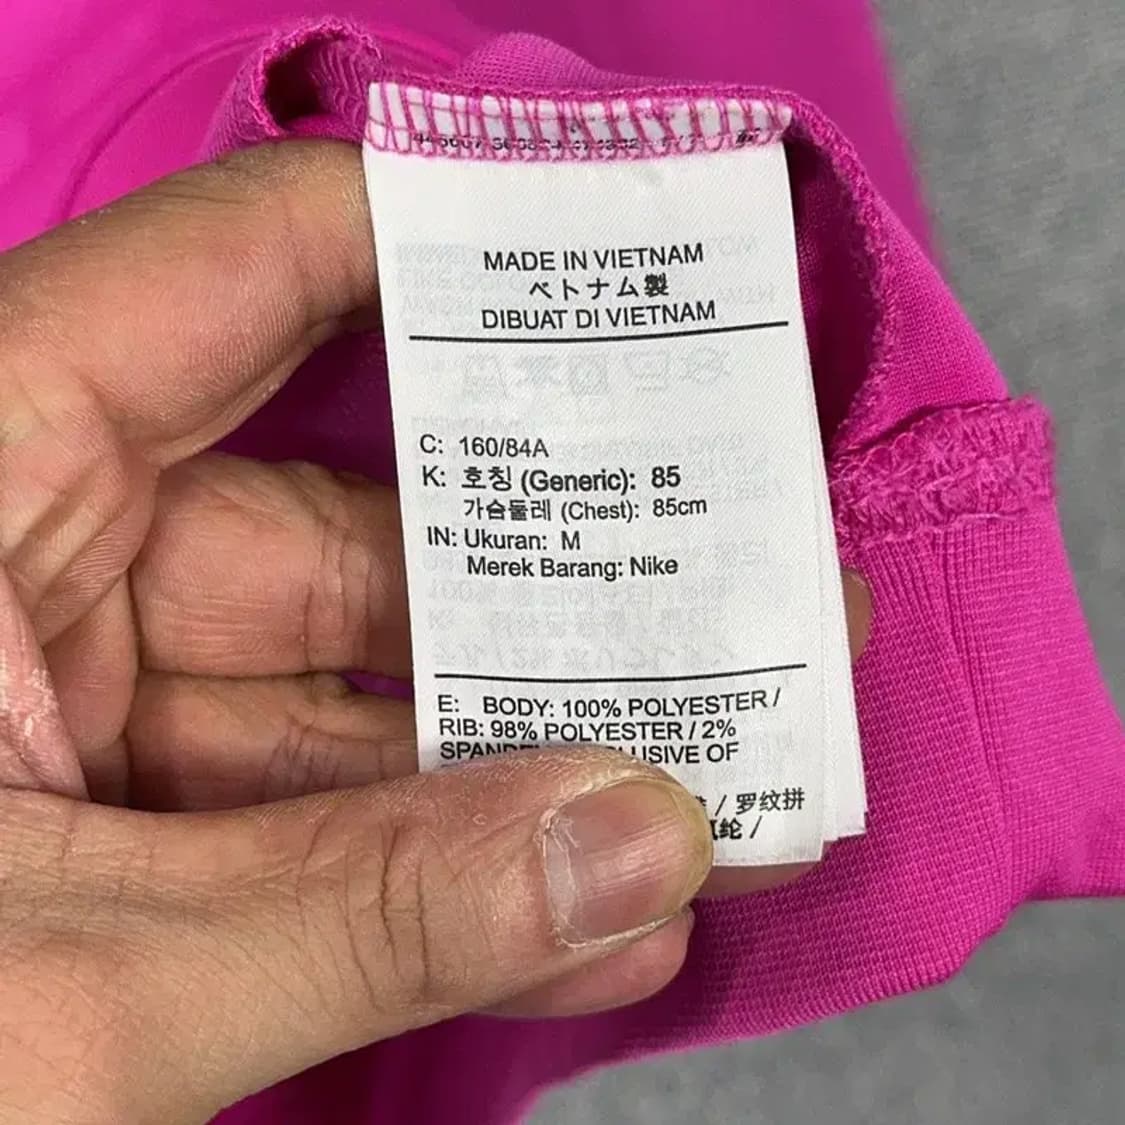 MADE IN VIETNAM
ベトナム製
DIBUAT DI VIETNAM
C: 160/84A
K: 호칭 (Generic): 85
가슴둘레 (Chest): 85cm
IN: Ukuran: M
Merek Barang: Nike
E: BODY: 100% POLYESTER /
RIB: 98% POLYESTER / 2%
OF
/ 罗纹拼
/